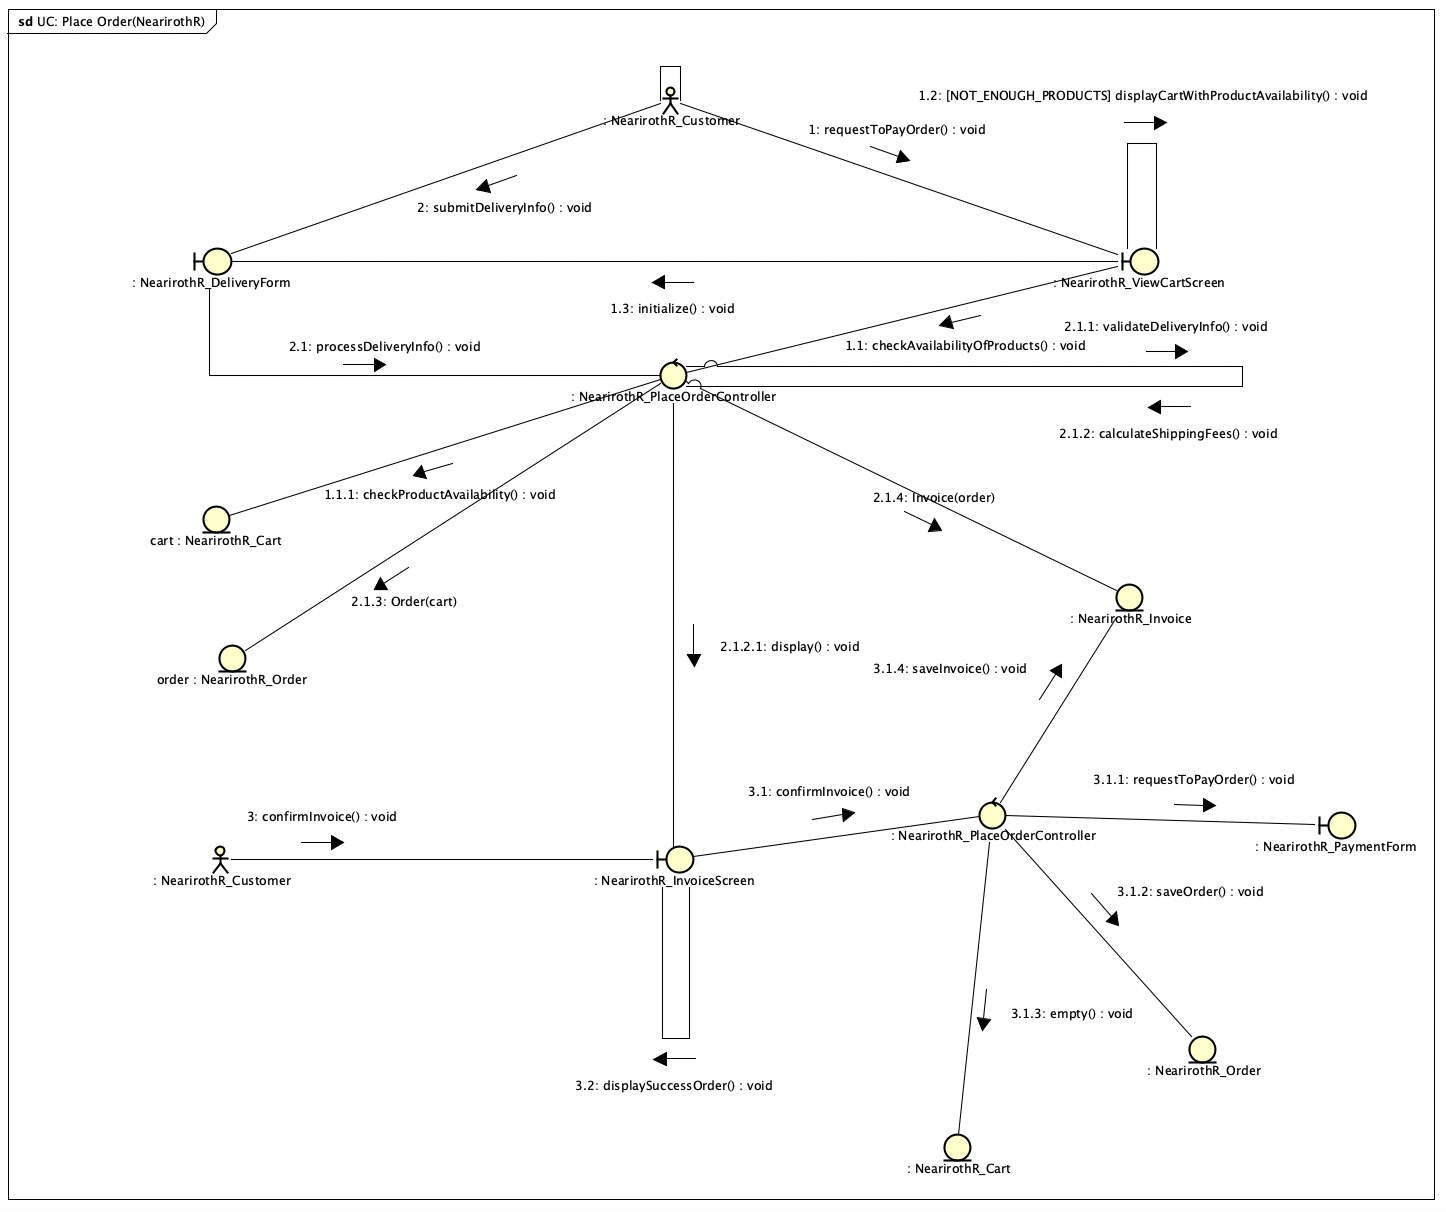 sd UC: Place Order(NearirothR)
1.2: [NOT_ENOUGH_PRODUCTS] displayCartWithProductAvailability() : void
: NearirothR_Customer
1: requestToPayOrder() : void
2: submitDeliveryInfo() : void
: NearirothR_DeliveryForm
: NearirothR_ViewCartScreen
1.3: initialize() : void
2.1.1: validateDeliveryInfo() : void
2.1: processDeliveryInfo() : void
1.1: checkAvailabilityOfProducts() : void
: NearirothR_PlaceOrderController
2.1.2: calculateShippingFees() : void
1.1.1: checkProductAvailability() : void
2.1.4: Invoice(order)
cart : NearirothR_Cart
2.1.3: Order(cart)
: NearirothR_Invoice
2.1.2.1: display() : void
3.1.4: saveInvoice() : void
order : NearirothR_Order
3.1.1: requestToPayOrder() : void
3.1: confirmInvoice() : void
3: confirmInvoice() : void
: NearirothR_PlaceOrderController
: NearirothR_PaymentForm
: NearirothR_Customer
: NearirothR_InvoiceScreen
3.1.2: saveOrder() : void
3.1.3: empty() : void
: NearirothR_Order
3.2: displaySuccessOrder() : void
: NearirothR_Cart